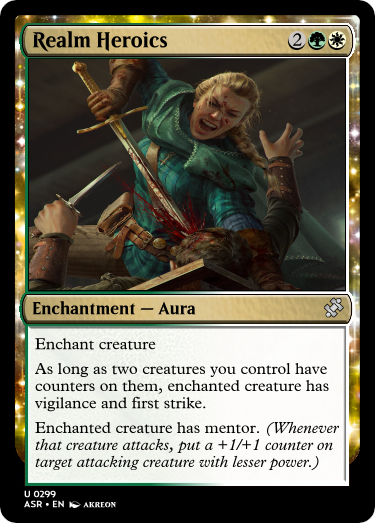 Realm Heroics 2
Enchantment — Aura
Enchant creature
As long as two creatures you control have
counters on them, enchanted creature has
vigilance and first strike.
Enchanted creature has mentor. (Whenever
that creature attacks, put a +1/+1 counter on
target attacking creature with lesser power.)
U 0299
ASR • EN AKREON